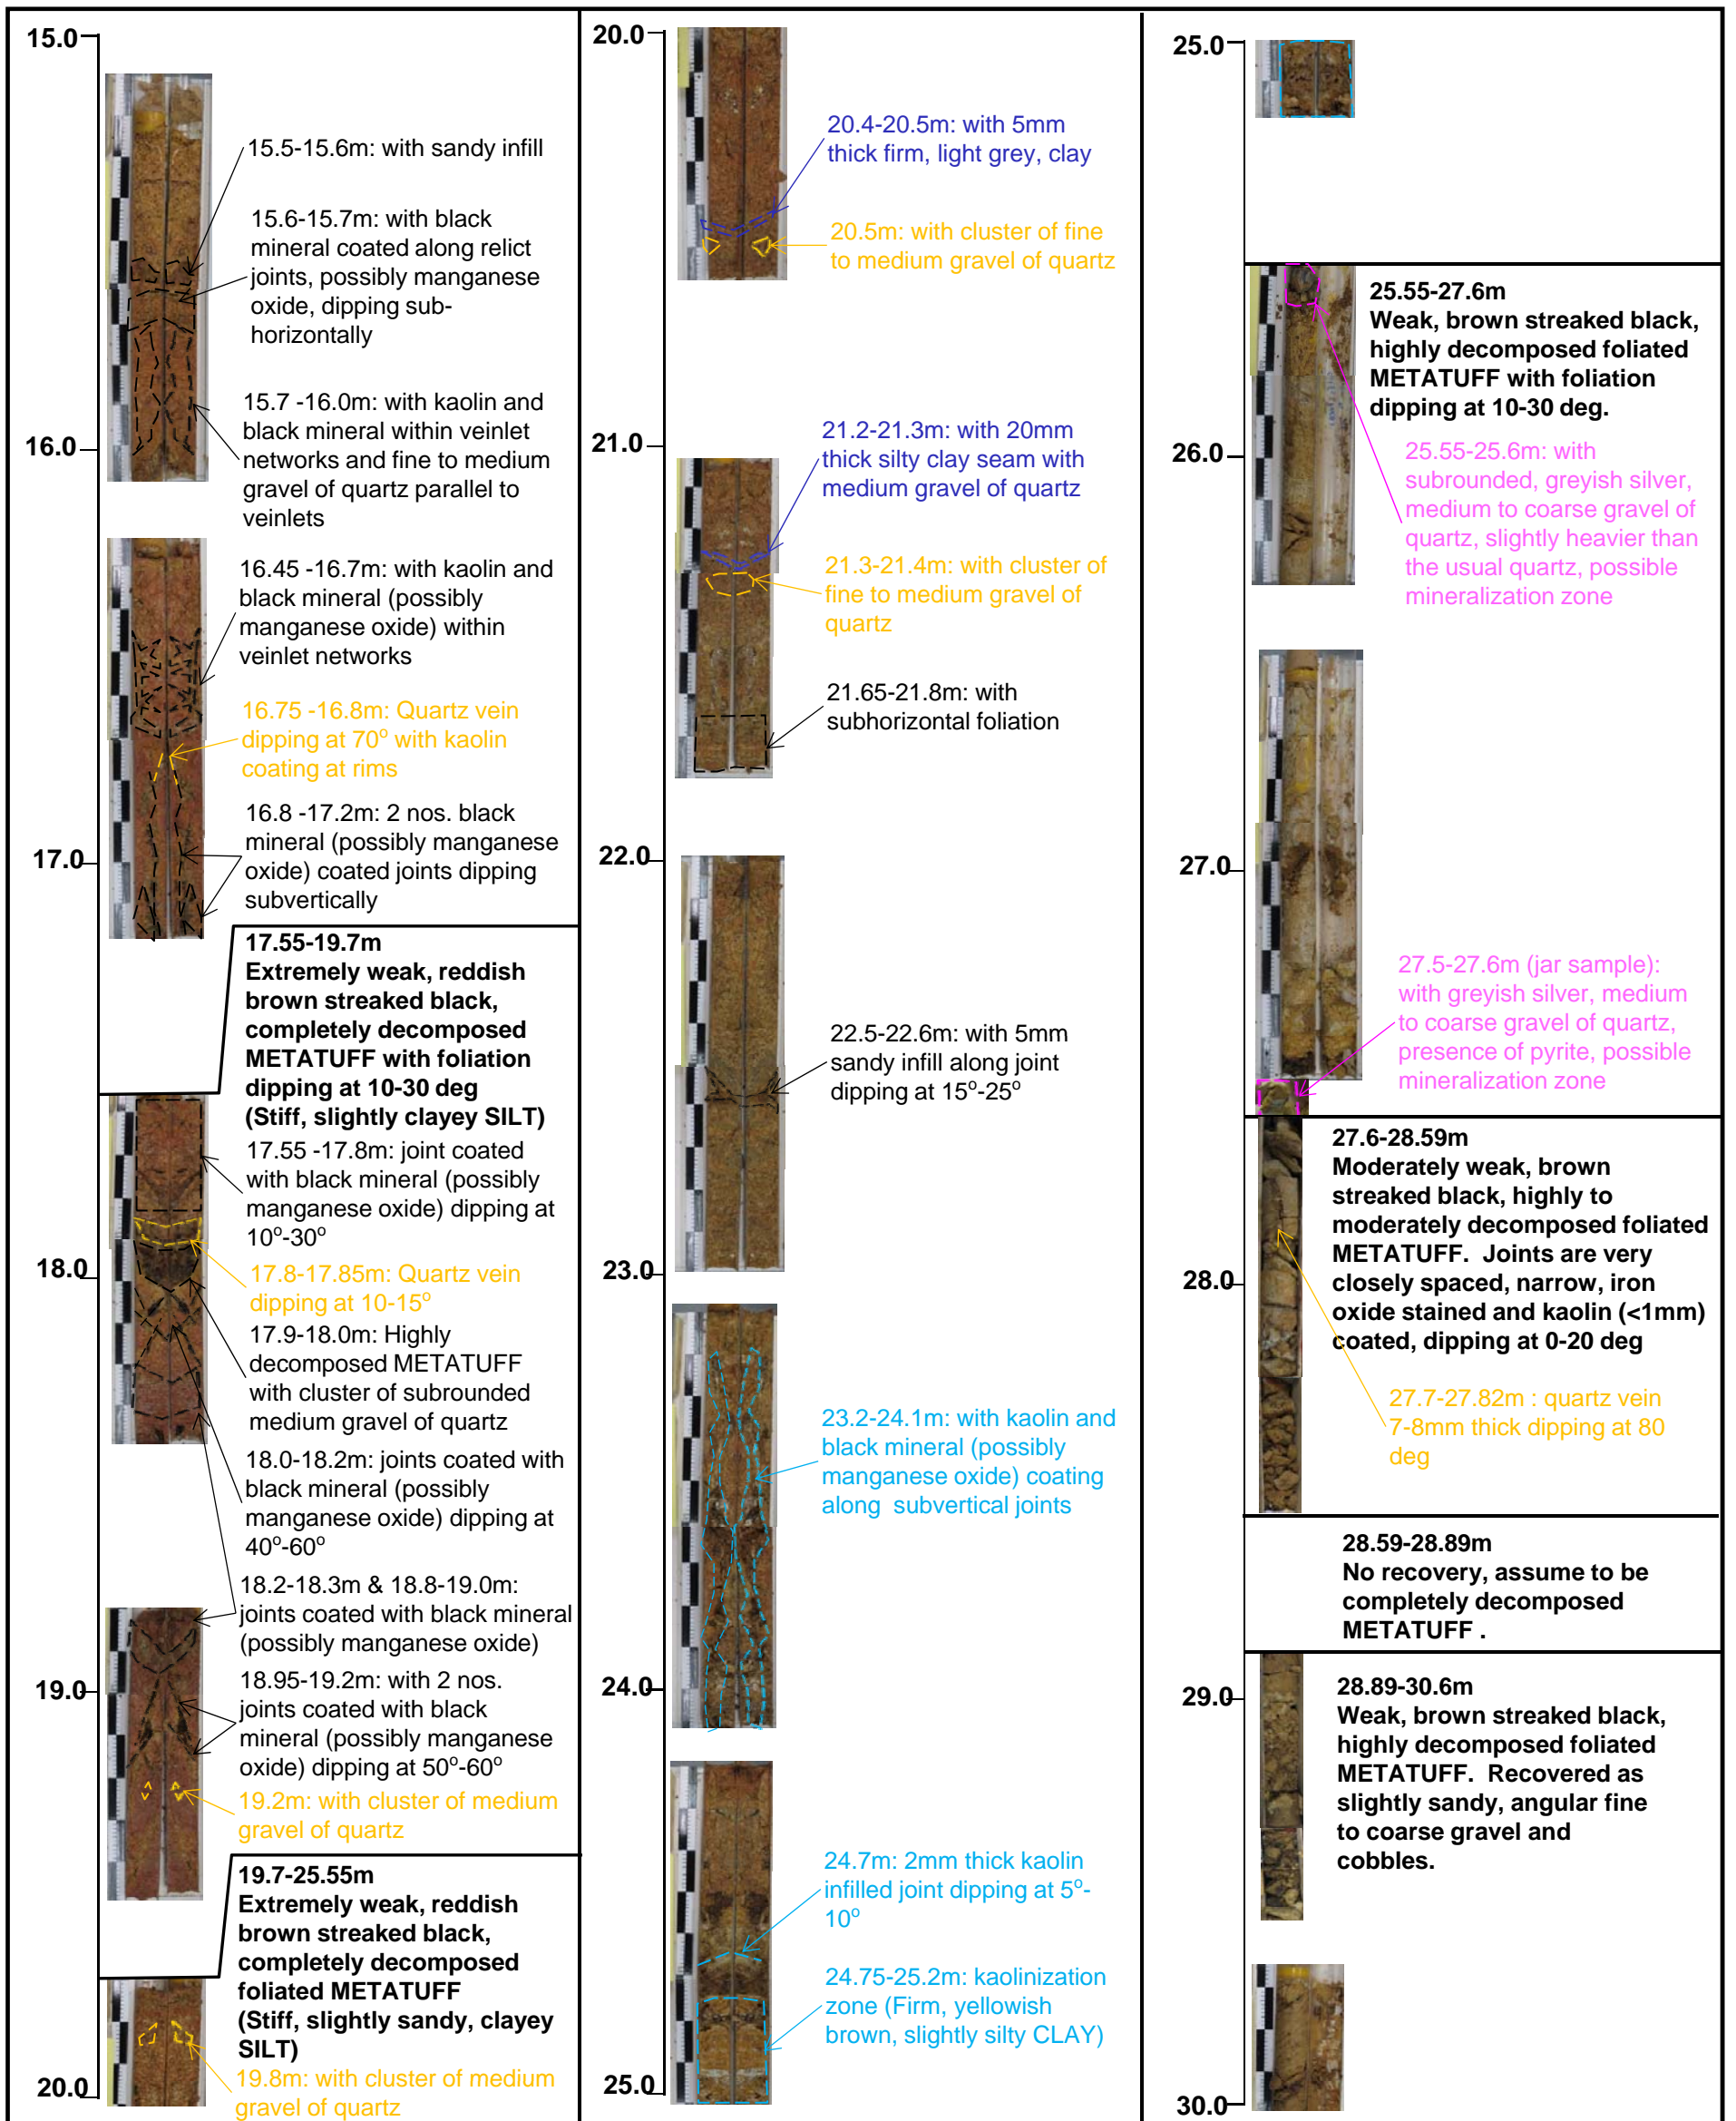 15.0
15.5-15.6m: with sandy infill
15.6-15.7m: with black
mineral coated along relict
joints, possibly manganese
oxide, dipping sub-
horizontally
15.7 -16.0m: with kaolin and
black mineral within veinlet
networks and fine to medium
gravel of quartz parallel to
veinlets
16.0
16.45 -16.7m: with kaolin and
black mineral (possibly
manganese oxide) within
veinlet networks
16.75 -16.8m: Quartz vein
dipping at 70° with kaolin
coating at rims
16.8 -17.2m: 2 nos. black
mineral (possibly manganese
oxide) coated joints dipping
subvertically
17.0
17.55-19.7m
Extremely weak, reddish
brown streaked black,
completely decomposed
METATUFF with foliation
dipping at 10-30 deg
(Stiff, slightly clayey SILT)
17.55 -17.8m: joint coated
with black mineral (possibly
manganese oxide) dipping at
10°-30°
18.0
17.8-17.85m: Quartz vein
dipping at 10-15°
17.9-18.0m: Highly
decomposed METATUFF
with cluster of subrounded
medium gravel of quartz
18.0-18.2m: joints coated with
black mineral (possibly
manganese oxide) dipping at
40°-60°
18.2-18.3m & 18.8-19.0m:
joints coated with black mineral
(possibly manganese oxide)
19.0
18.95-19.2m: with 2 nos.
joints coated with black
mineral (possibly manganese
oxide) dipping at 50°-60°
19.2m: with cluster of medium
gravel of quartz
19.7-25.55m
Extremely weak, reddish
brown streaked black,
completely decomposed
foliated METATUFF
(Stiff, slightly sandy, clayey
SILT)
19.8m: with cluster of medium
gravel of quartz
20.0
20.0
20.4-20.5m: with 5mm
thick firm, light grey, clay
20.5m: with cluster of fine
to medium gravel of quartz
21.0
21.2-21.3m: with 20mm
thick silty clay seam with
medium gravel of quartz
21.3-21.4m: with cluster of
fine to medium gravel of
quartz
21.65-21.8m: with
subhorizontal foliation
22.0
22.5-22.6m: with 5mm
sandy infill along joint
dipping at 15°-25°
23.0
23.2-24.1m: with kaolin and
black mineral (possibly
manganese oxide) coating
along subvertical joints
24.0
24.7m: 2mm thick kaolin
infilled joint dipping at 5°-
10°
24.75-25.2m: kaolinization
zone (Firm, yellowish
brown, slightly silty CLAY)
25.0
25.0
25.55-27.6m
Weak, brown streaked black,
highly decomposed foliated
METATUFF with foliation
dipping at 10-30 deg.
26.0
25.55-25.6m: with
subrounded, greyish silver,
medium to coarse gravel of
quartz, slightly heavier than
the usual quartz, possible
mineralization zone
27.0
27.5-27.6m (jar sample):
with greyish silver, medium
to coarse gravel of quartz,
presence of pyrite, possible
mineralization zone
27.6-28.59m
Moderately weak, brown
streaked black, highly to
moderately decomposed foliated
METATUFF. Joints are very
closely spaced, narrow, iron
oxide stained and kaolin (<1mm)
coated, dipping at 0-20 deg
28.0
27.7-27.82m : quartz vein
7-8mm thick dipping at 80
deg
28.59-28.89m
No recovery, assume to be
completely decomposed
METATUFF .
29.0
28.89-30.6m
Weak, brown streaked black,
highly decomposed foliated
METATUFF. Recovered as
slightly sandy, angular fine
to coarse gravel and
cobbles.
30.0